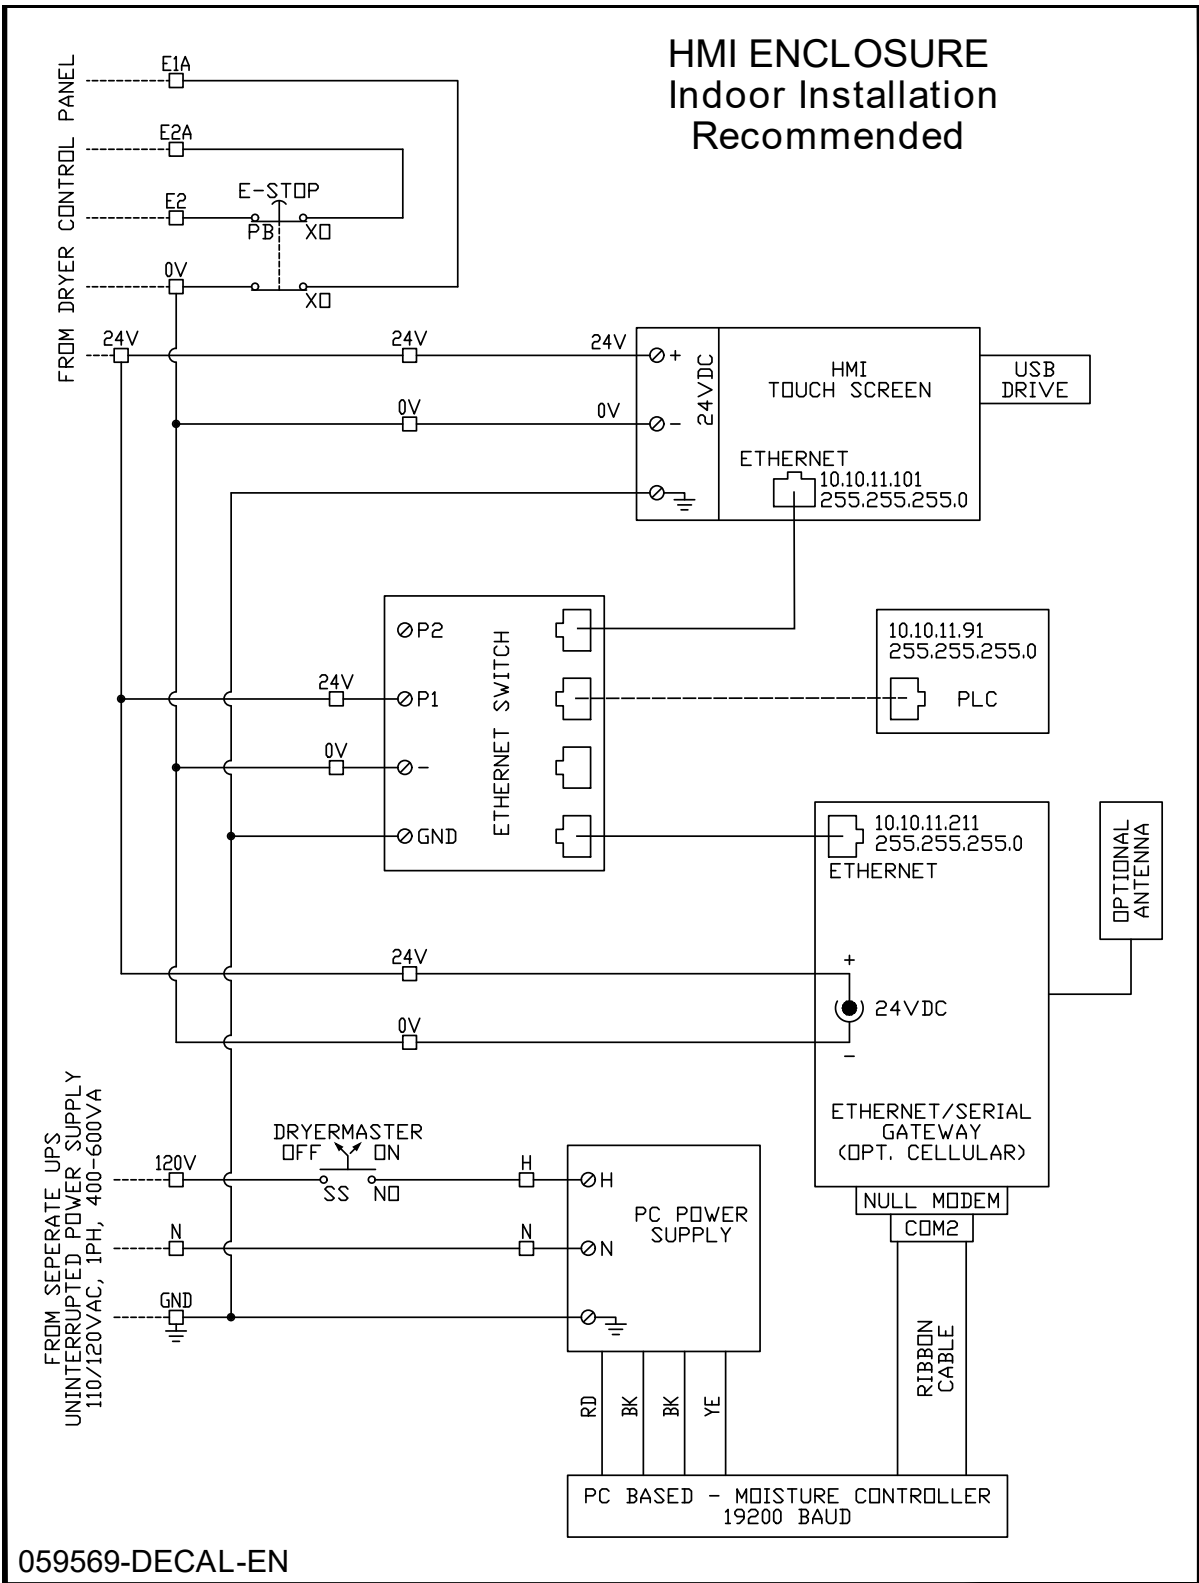 HMI ENCLOSURE
Indoor Installation
Recommended
FROM DRYER CONTROL PANEL
E1A
E2A
E2
E-STOP
PB
XO
0V
XO
24V
24V
24V
0V
0V
+
-
24VDC
HMI
TOUCH SCREEN
USB
DRIVE
ETHERNET
10.10.11.101
255.255.255.0
P2
24V
P1
0V
-
GND
ETHERNET SWITCH
10.10.11.91
255.255.255.0
PLC
10.10.11.211
255.255.255.0
ETHERNET
OPTIONAL
ANTENNA
24V
+
24VDC
0V
-
ETHERNET/SERIAL
GATEWAY
(OPT. CELLULAR)
NULL MODEM
COM2
RIBBON
CABLE
FROM SEPERATE UPS
UNINTERRUPTED POWER SUPPLY
110/120VAC, 1PH, 400-600VA
DRYERMASTER
OFF ON
120V
SS NO
H
H
N
N
N
GND
PC POWER
SUPPLY
RD
BK
BK
YE
PC BASED - MOISTURE CONTROLLER
19200 BAUD
059569-DECAL-EN